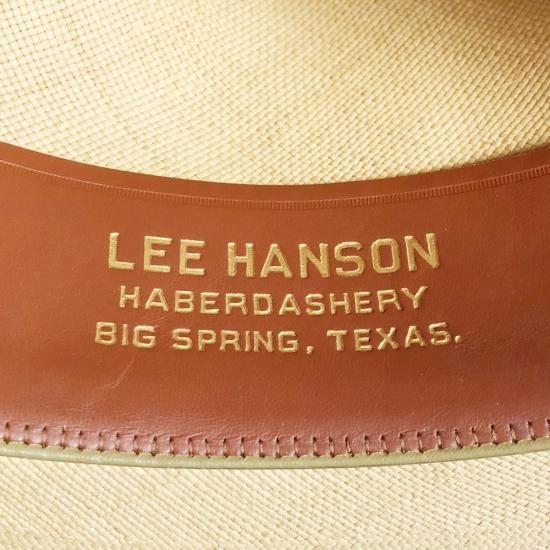 LEE HANSON
HABERDASHERY
BIG SPRING, TEXAS.